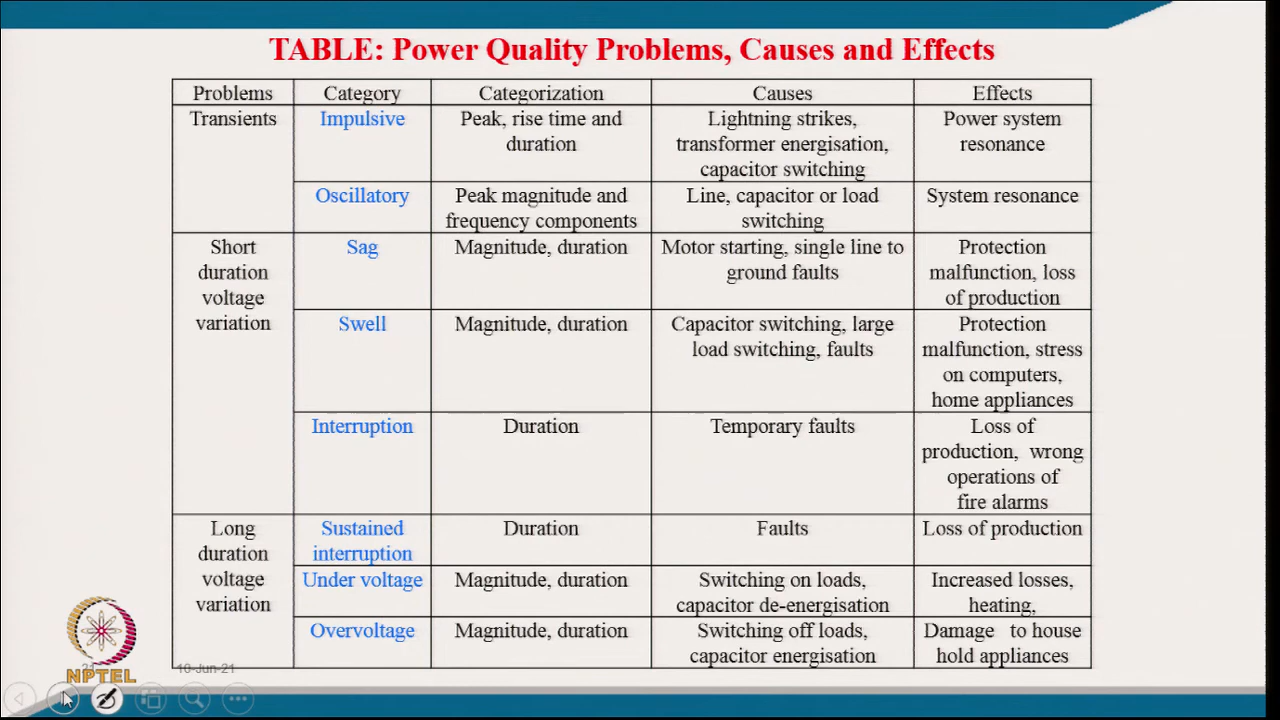 TABLE: Power Quality Problems, Causes and Effects
Problems Category Categorization Causes Effects
Transients Impulsive Peak, rise time and Lightning strikes, Power system
duration transformer energisation, resonance
capacitor switching
Oscillatory Peak magnitude and Line, capacitor or load System resonance
frequency components switching
Short Sag Magnitude, duration Motor starting, single line to Protection
duration ground faults malfunction, loss
voltage of production
variation Swell Magnitude, duration Capacitor switching, large Protection
load switching, faults malfunction, stress
on computers,
home appliances
Interruption Duration Temporary faults Loss of
production, wrong
operations of
fire alarms
Long Sustained Duration Faults Loss of production
duration interruption
voltage Under voltage Magnitude, duration Switching on loads, Increased losses,
variation capacitor de-energisation heating,
Overvoltage Magnitude, duration Switching off loads, Damage to house
capacitor energisation hold appliances
21 10-Jun-21
NPTEL